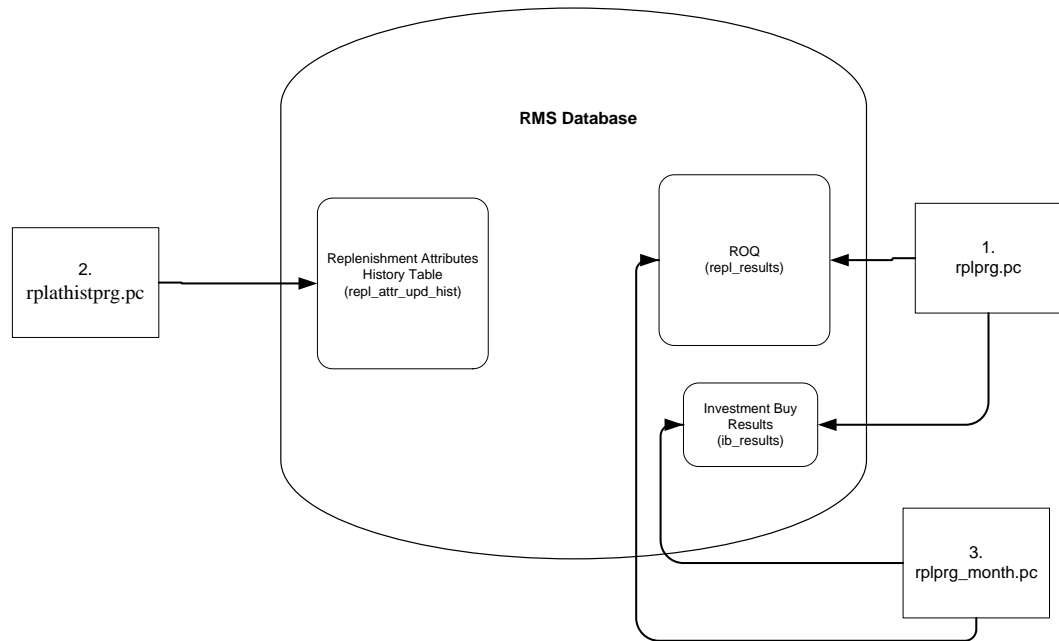 RMS Database
2.
rplathistprg.pc
Replenishment Attributes
History Table
(repl_attr_upd_hist)
ROQ
(repl_results)
1.
rplprg.pc
Investment Buy
Results
(ib_results)
3.
rplprg_month.pc